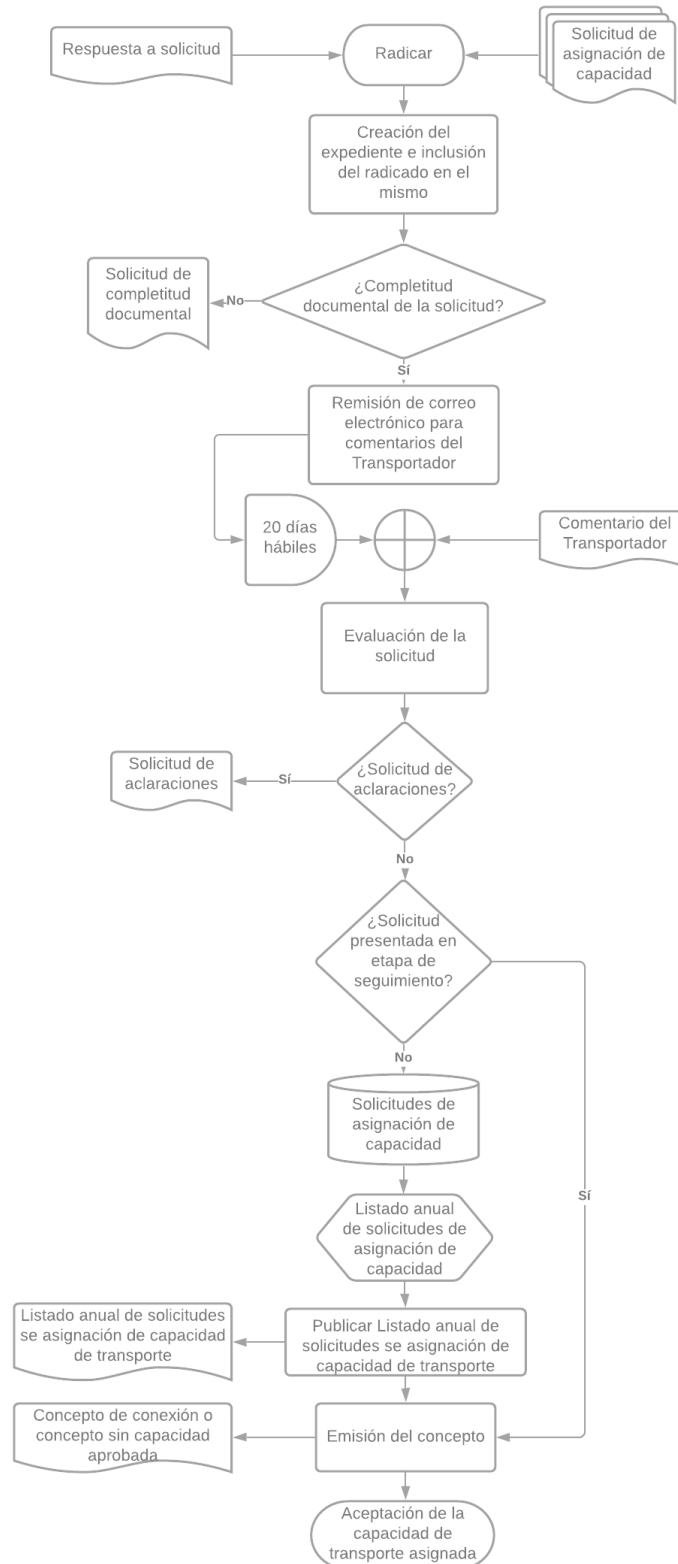 Respuesta a solicitud
Radicar
Solicitud de
asignación de
capacidad
Creación del
expediente e inclusión
del radicado en el
mismo
Solicitud de
completitud
documental
No
¿Completitud
documental de la solicitud?
Sí
Remisión de correo
electrónico para
comentarios del
Transportador
20 días
hábiles
Comentario del
Transportador
Evaluación de la
solicitud
Solicitud de
aclaraciones
Sí
¿Solicitud de
aclaraciones?
No
¿Solicitud
presentada en
etapa de
seguimiento?
No
Solicitudes de
asignación de
capacidad
Sí
Listado anual
de solicitudes de
asignación de
capacidad
Listado anual de solicitudes
se asignación de capacidad
de transporte
Publicar Listado anual de
solicitudes se asignación de
capacidad de transporte
Concepto de conexión o
concepto sin capacidad
aprobada
Emisión del concepto
Aceptación de la
capacidad de
transporte asignada